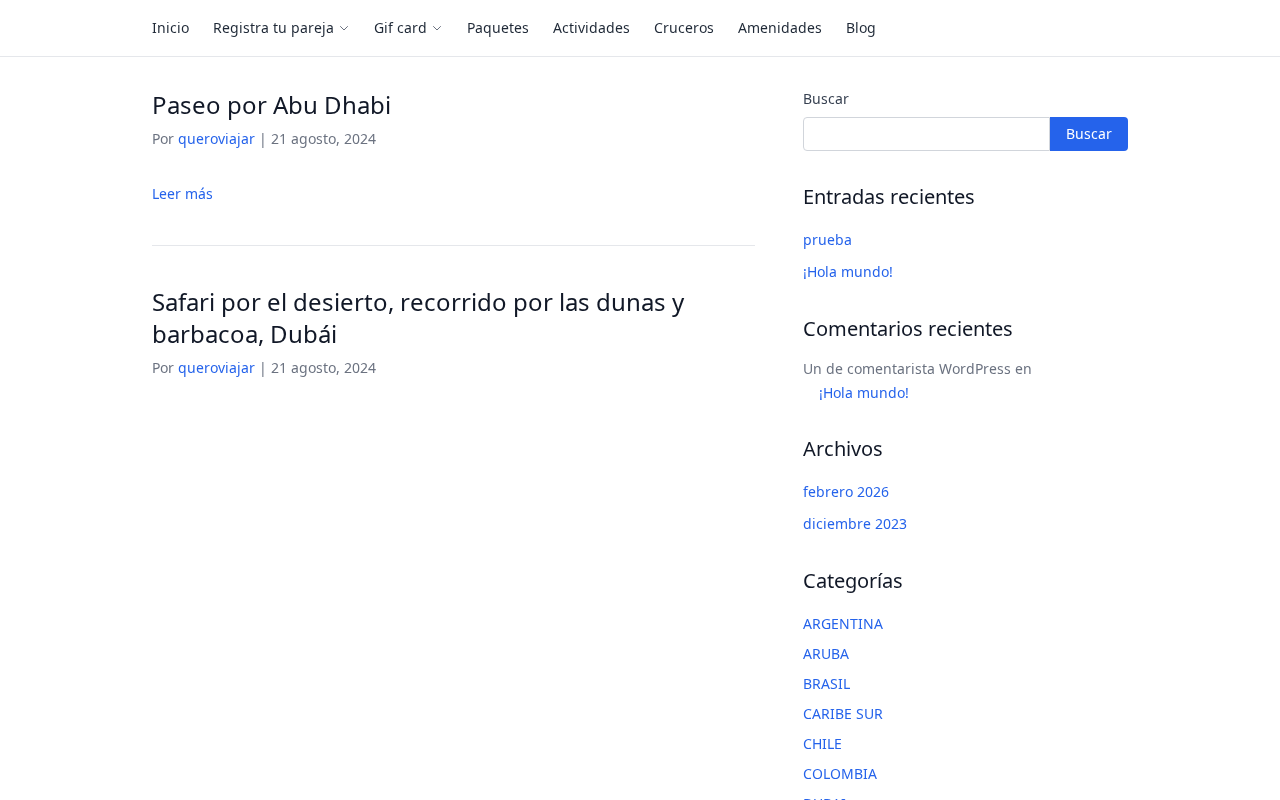 Inicio Registra tu pareja Gif card Paquetes Actividades Cruceros Amenidades Blog
Paseo por Abu Dhabi
Por queroviajar | 21 agosto, 2024
Leer más
Safari por el desierto, recorrido por las dunas y
barbacoa, Dubái
Por queroviajar | 21 agosto, 2024
Buscar
Buscar
Entradas recientes
prueba
¡Hola mundo!
Comentarios recientes
Un de comentarista WordPress en
¡Hola mundo!
Archivos
febrero 2026
diciembre 2023
Categorías
ARGENTINA
ARUBA
BRASIL
CARIBE SUR
CHILE
COLOMBIA